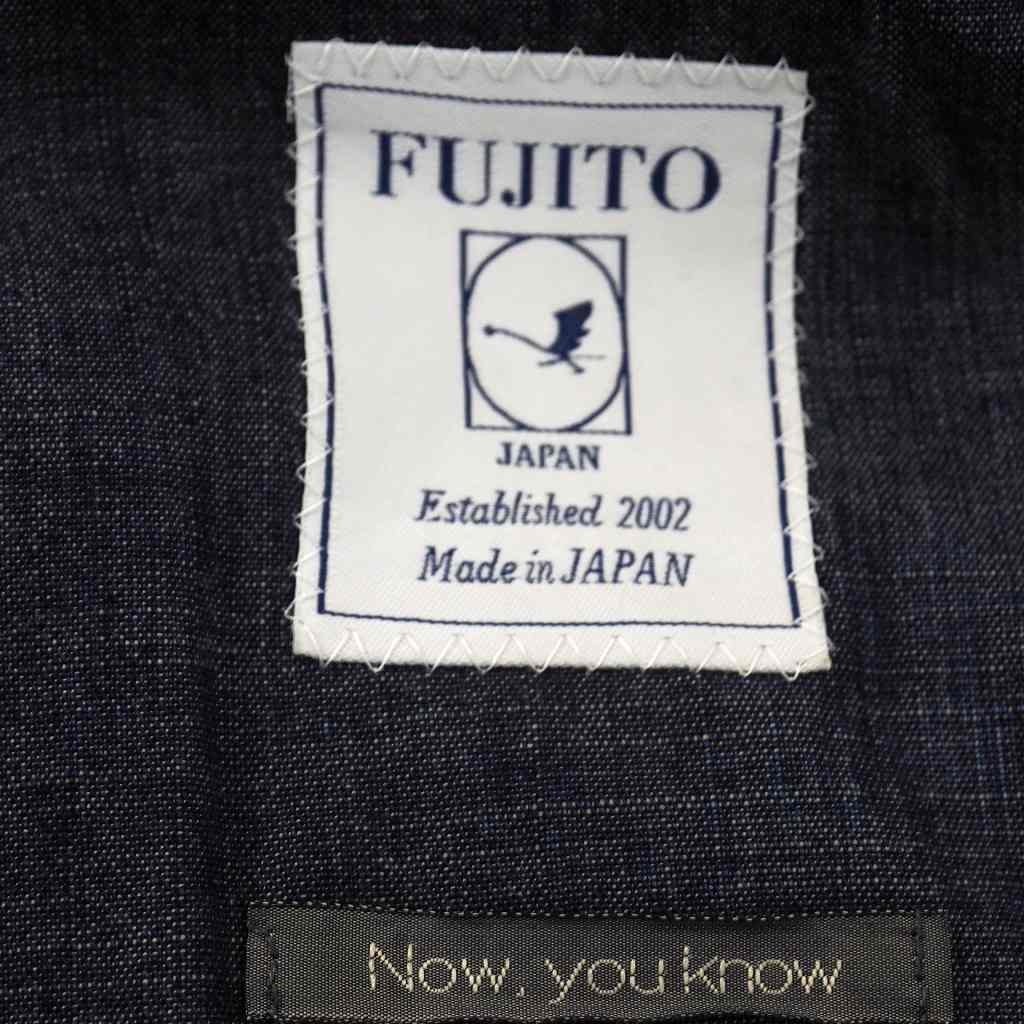 FUJITO
JAPAN
Established 2002
Made in JAPAN
Now, you know